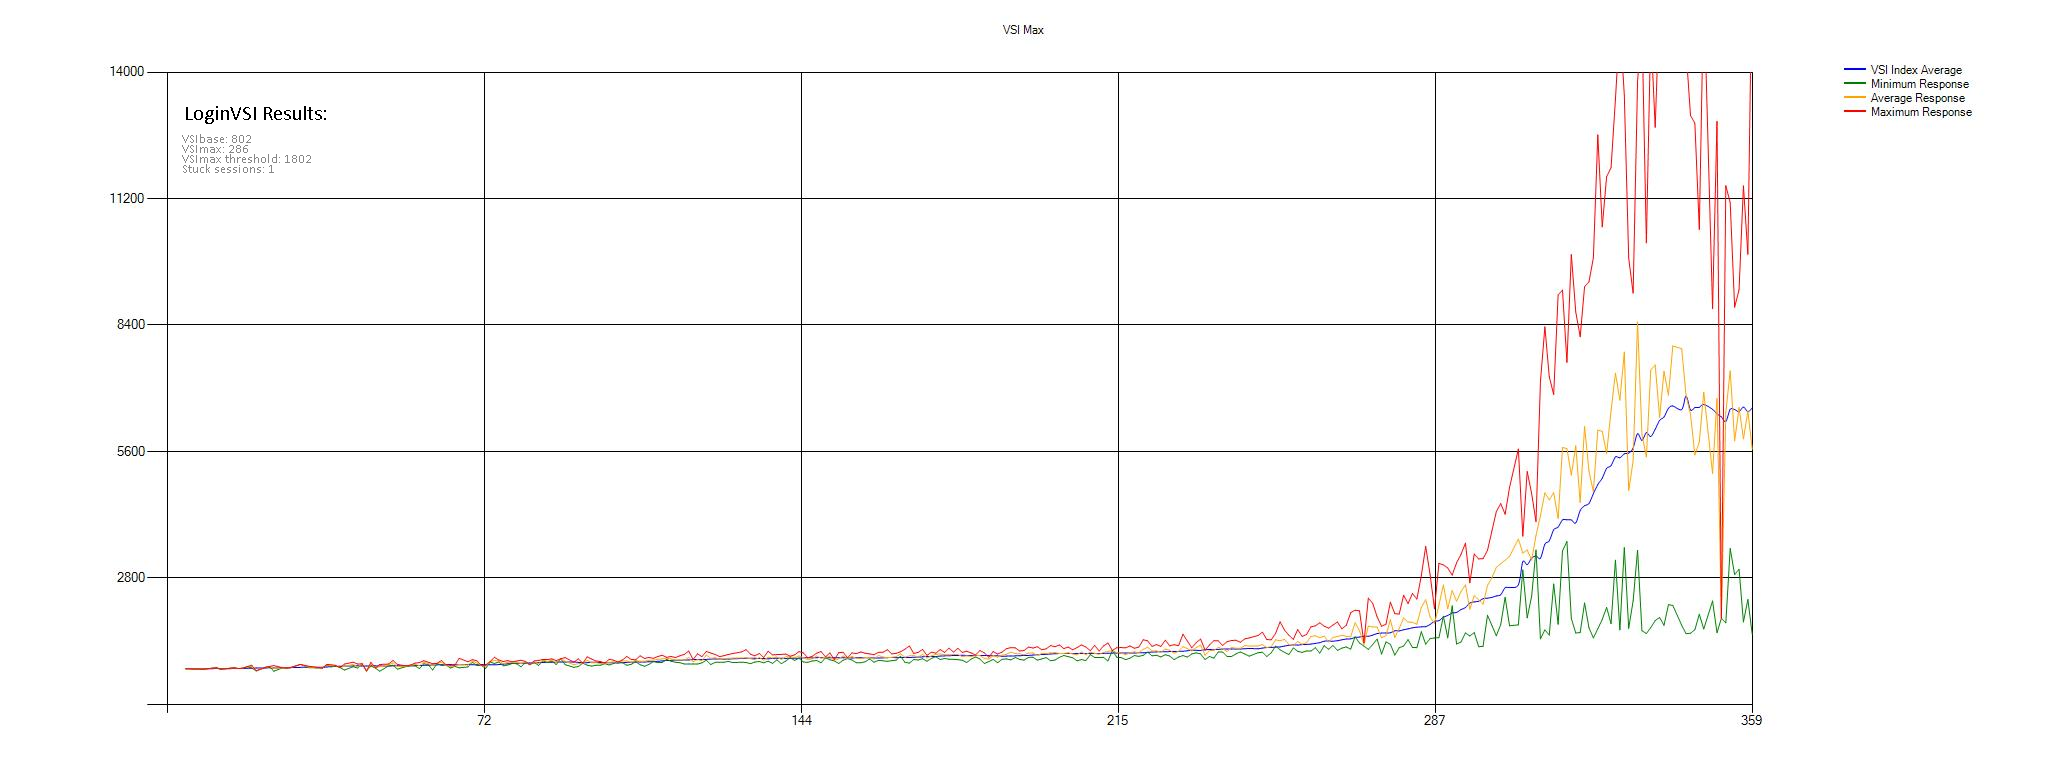 VSI Max
14000
11200
8400
5600
2800
LoginVSI Results:
VSIbase: 802
VSImax: 286
VSImax threshold: 1802
Stuck sessions: 1
72
144
215
287
359
VSI Index Average
Minimum Response
Average Response
Maximum Response